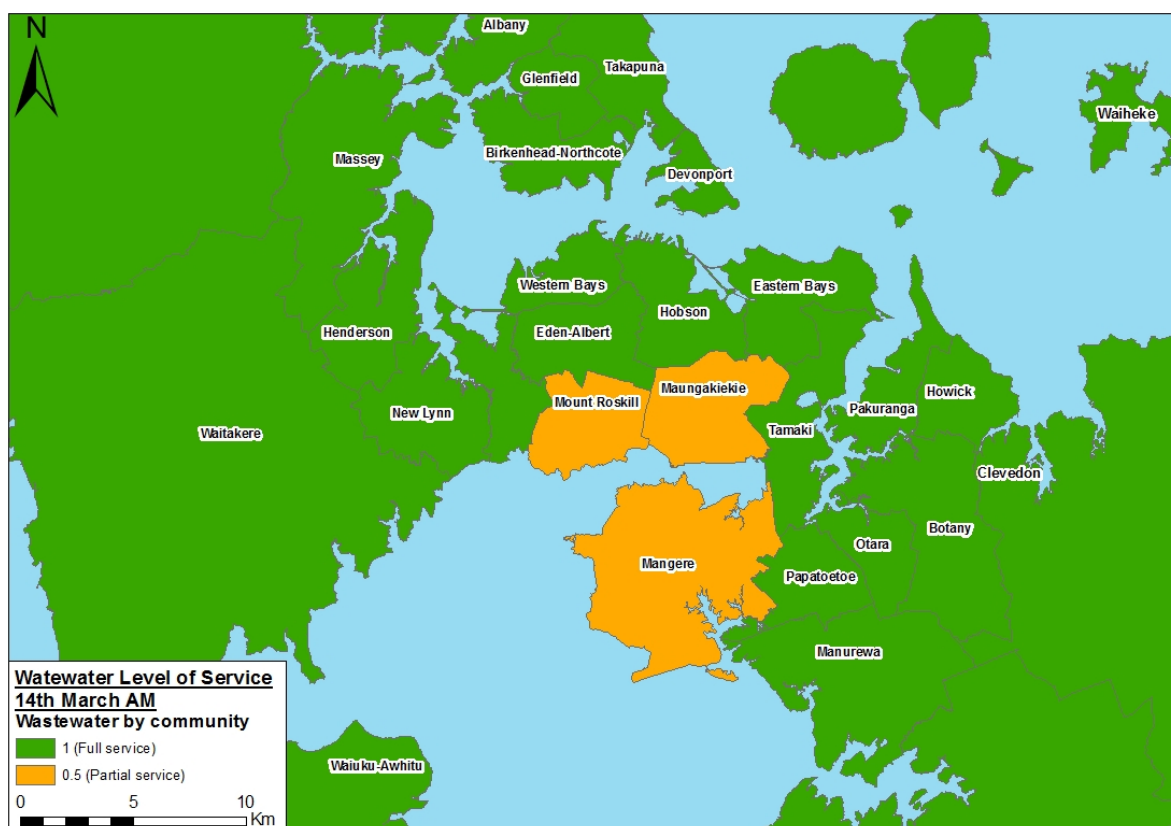 N
Albany
Takapuna
Glenfield
Waiheke
Birkenhead-Northcote
Massey
Devonport
Western Bays
Eastern Bays
Hobson
Henderson
Eden-Albert
Maungakiekie
Howick
Mount Roskill
Pakuranga
New Lynn
Tamaki
Waitakere
Clevedon
Botany
Otara
Mangere
Papatoetoe
Manurewa
Waiuku-Awhitu
Watewater Level of Service
14th March AM
Wastewater by community
1 (Full service)
0.5 (Partial service)
0 5 10
Km